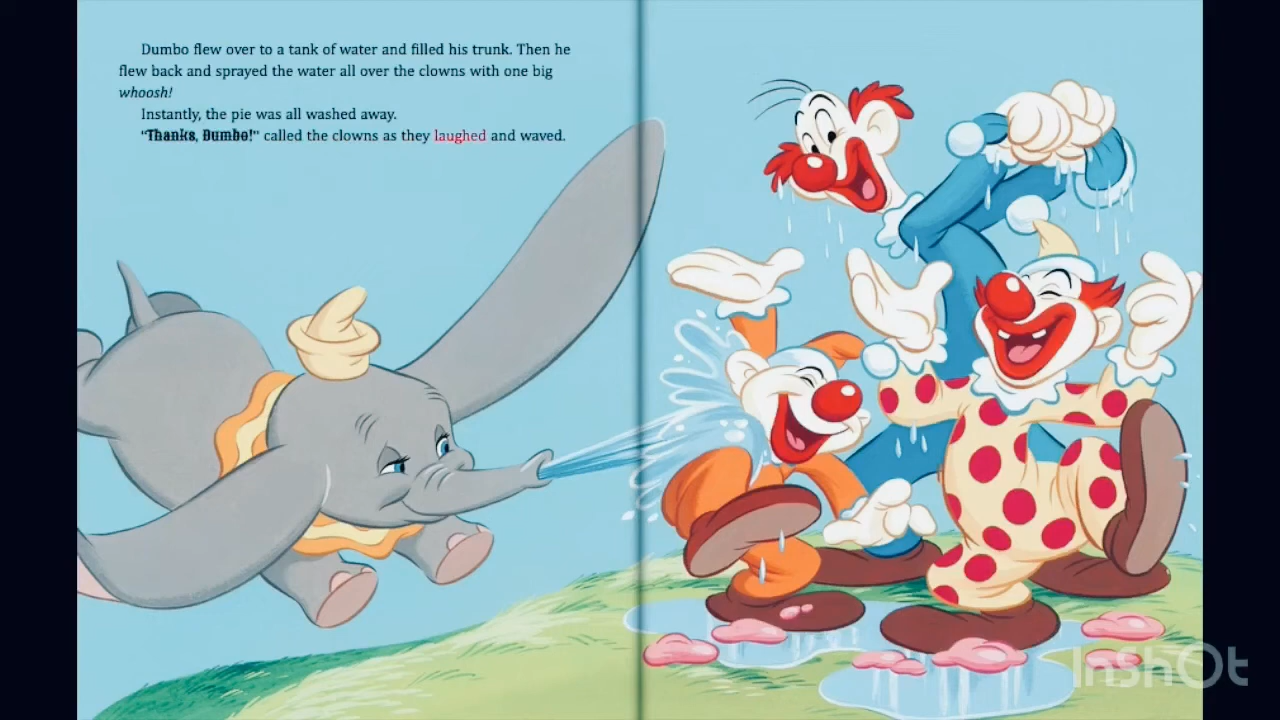 Dumbo flew over to a tank of water and filled his trunk. Then he
flew back and sprayed the water all over the clowns with one big
whoosh!
Instantly, the pie was all washed away.
"Thanks, Dumbo!" called the clowns as they laughed and waved.
InShOt